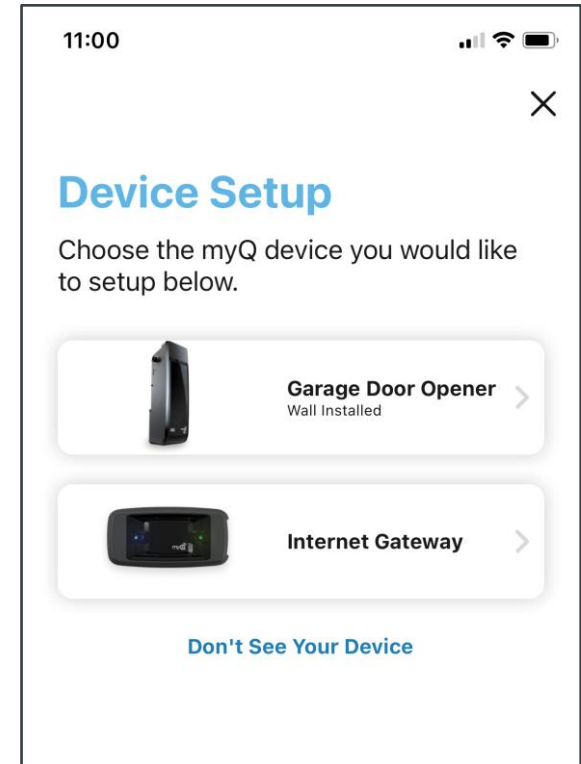 11:00
Device Setup
Choose the myQ device you would like
to setup below.
Garage Door Opener
Wall Installed
myQ
Internet Gateway
Don't See Your Device